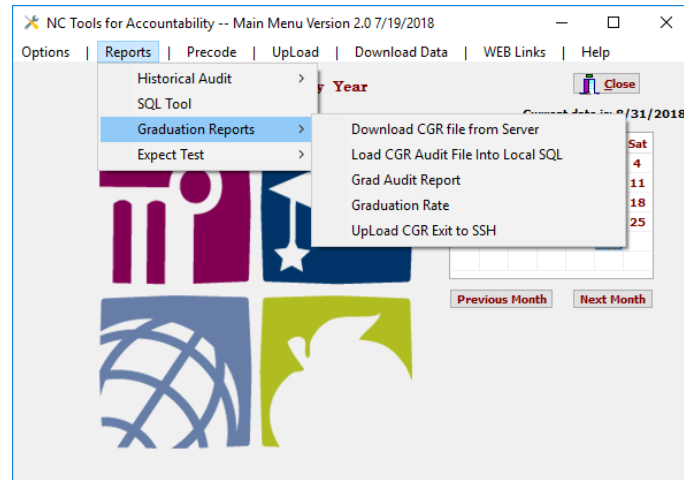 NC Tools for Accountability -- Main Menu Version 2.0 7/19/2018
Options | Reports | Precode | UpLoad | Download Data | WEB Links | Help
Historical Audit
SQL Tool
Graduation Reports
Expect Test
Year
Close
8/31/2018
Download CGR file from Server
Load CGR Audit File Into Local SQL
Grad Audit Report
Graduation Rate
UpLoad CGR Exit to SSH
Sat
4
11
18
25
Previous Month Next Month